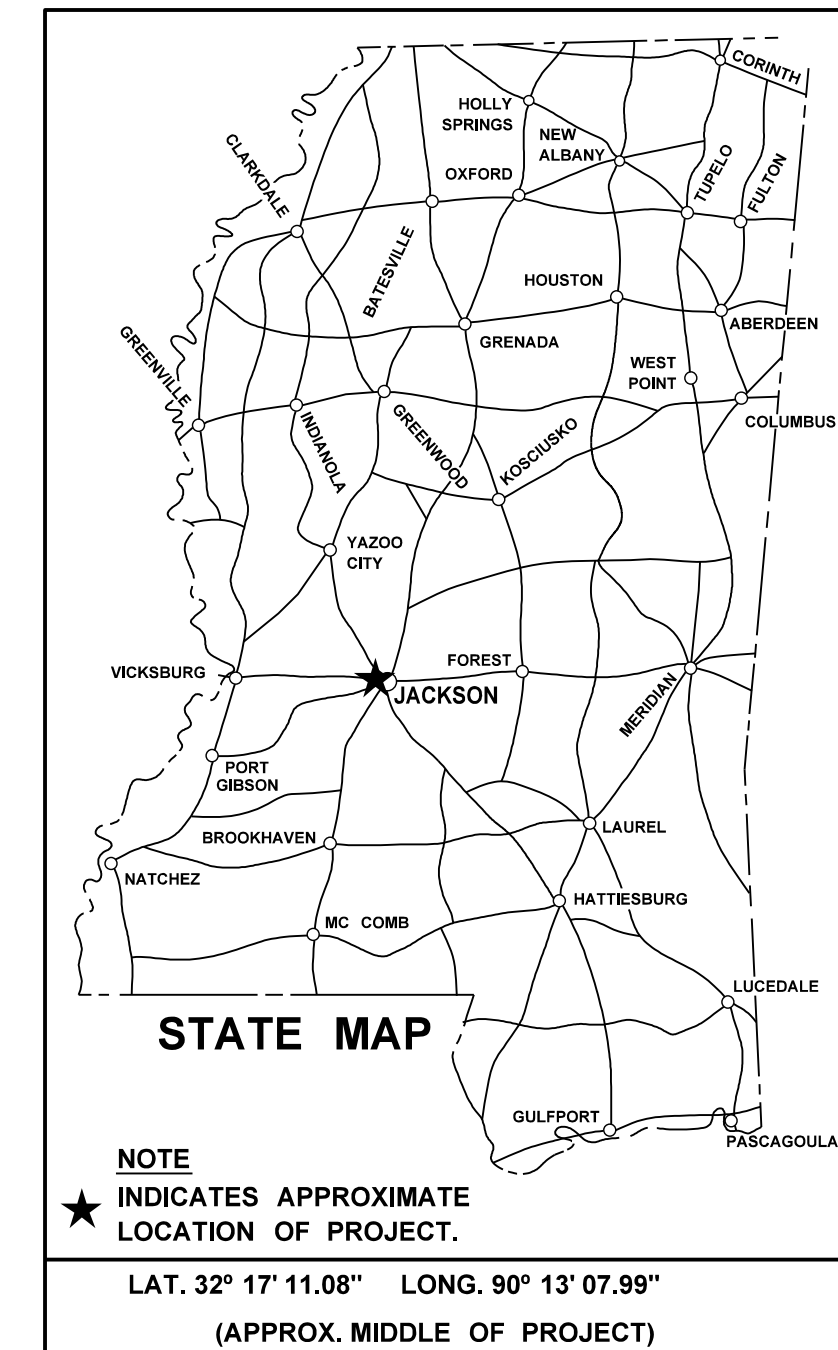 CORINTH
HOLLY
SPRINGS
NEW
ALBANY
CLARKDALE
OXFORD
TUPELO
FULTON
BATESVILLE
HOUSTON
GREENVILLE
GRENADA
ABERDEEN
WEST
POINT
INDIANOLA
GREENWOOD
KOSCIUSKO
COLUMBUS
YAZOO
CITY
VICKSBURG
FOREST
JACKSON
MERIDIAN
PORT
GIBSON
BROOKHAVEN
LAUREL
NATCHEZ
HATTIESBURG
MC COMB
LUCEDALE
STATE MAP
GULFPORT
PASCAGOULA
NOTE
INDICATES APPROXIMATE
LOCATION OF PROJECT.
LAT. 32º 17' 11.08" LONG. 90º 13' 07.99"
(APPROX. MIDDLE OF PROJECT)